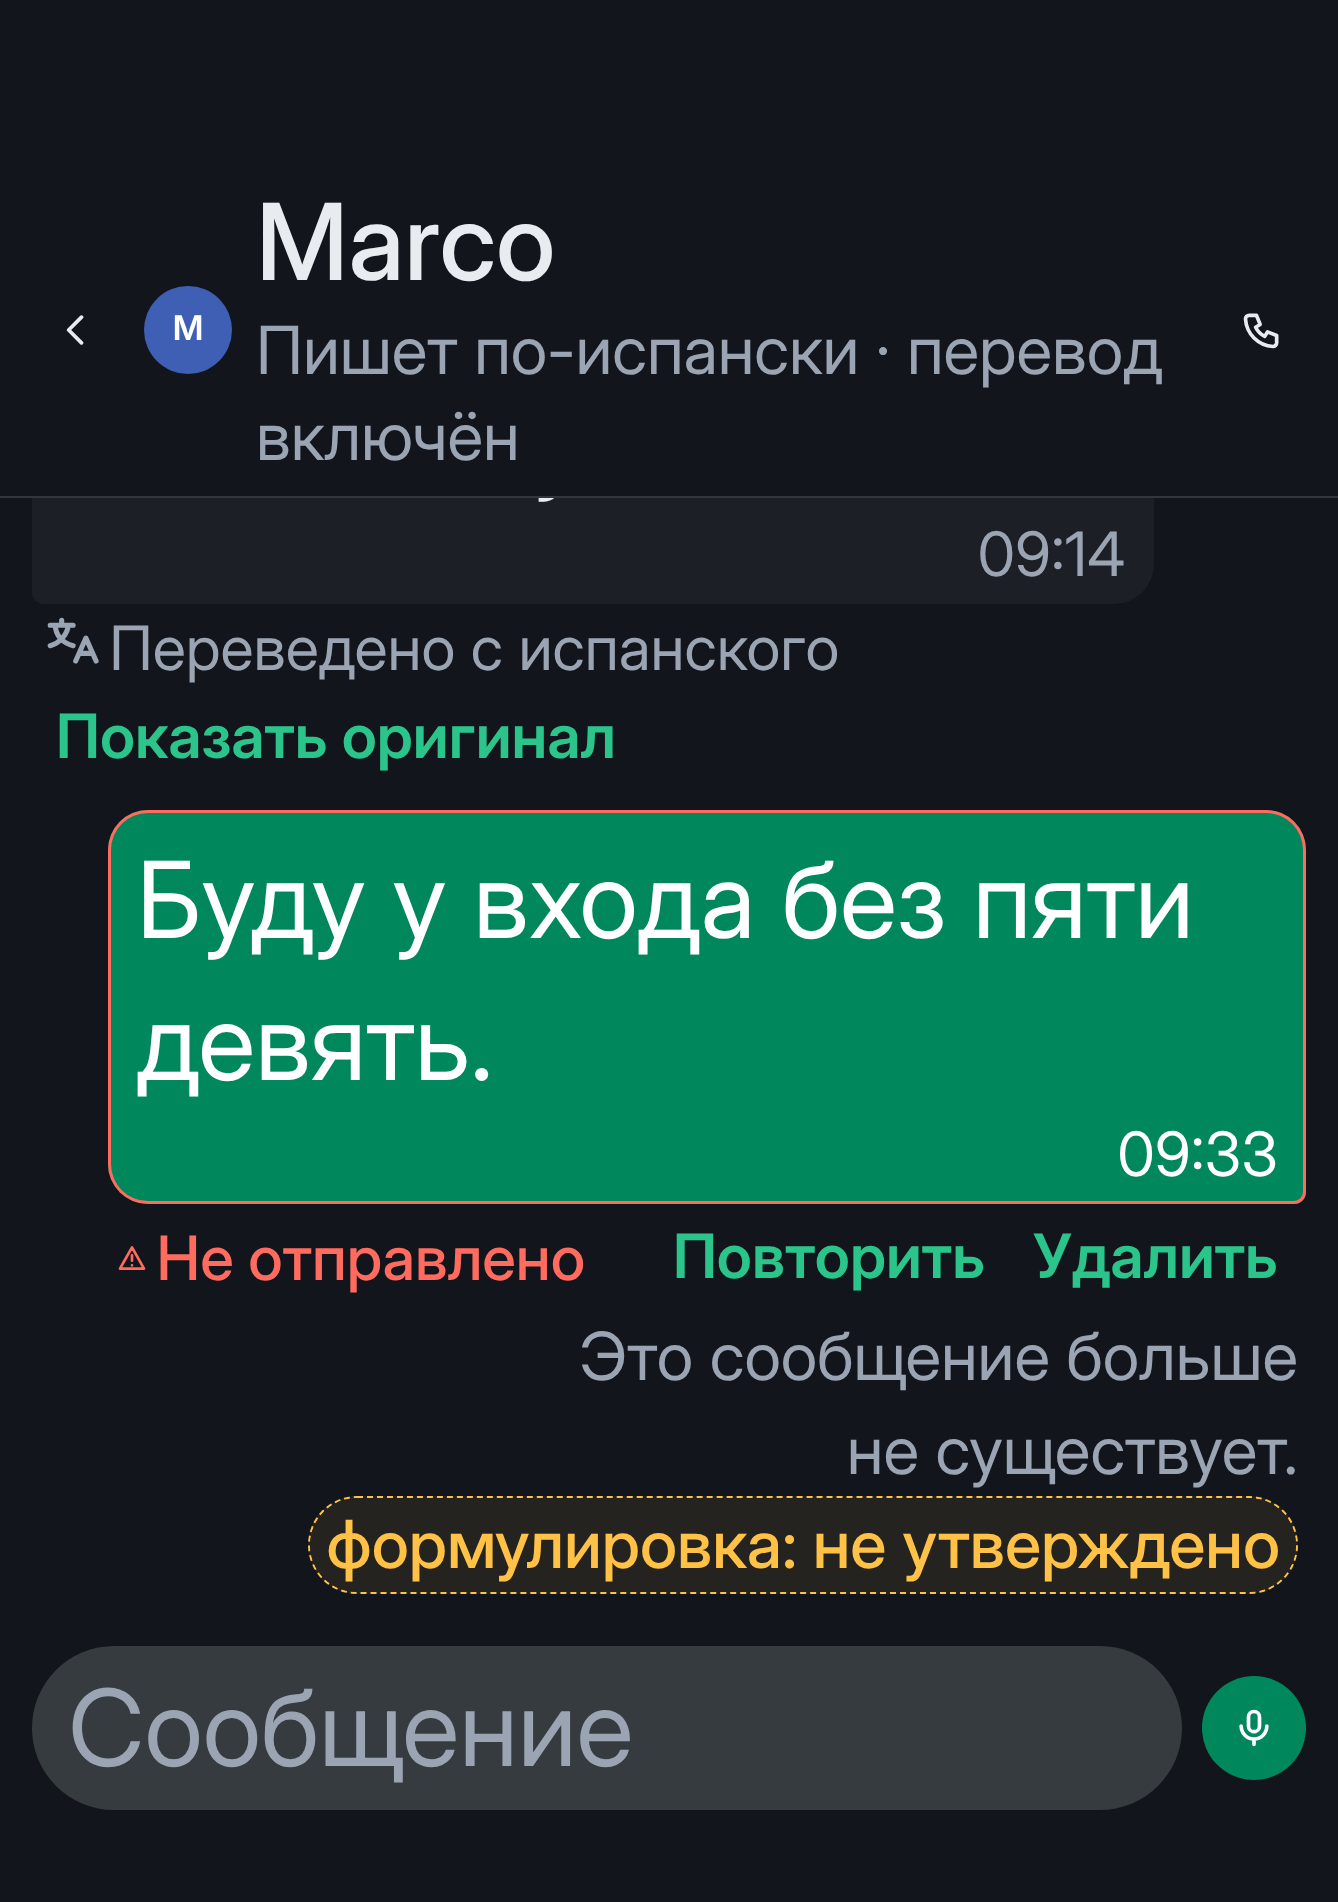 Marco
M
Пишет по-испански · перевод
включён
09:14
Переведено с испанского
Показать оригинал
Буду у входа без пяти
девять.
09:33
Не отправлено Повторить Удалить
Это сообщение больше
не существует.
формулировка: не утверждено
Сообщение